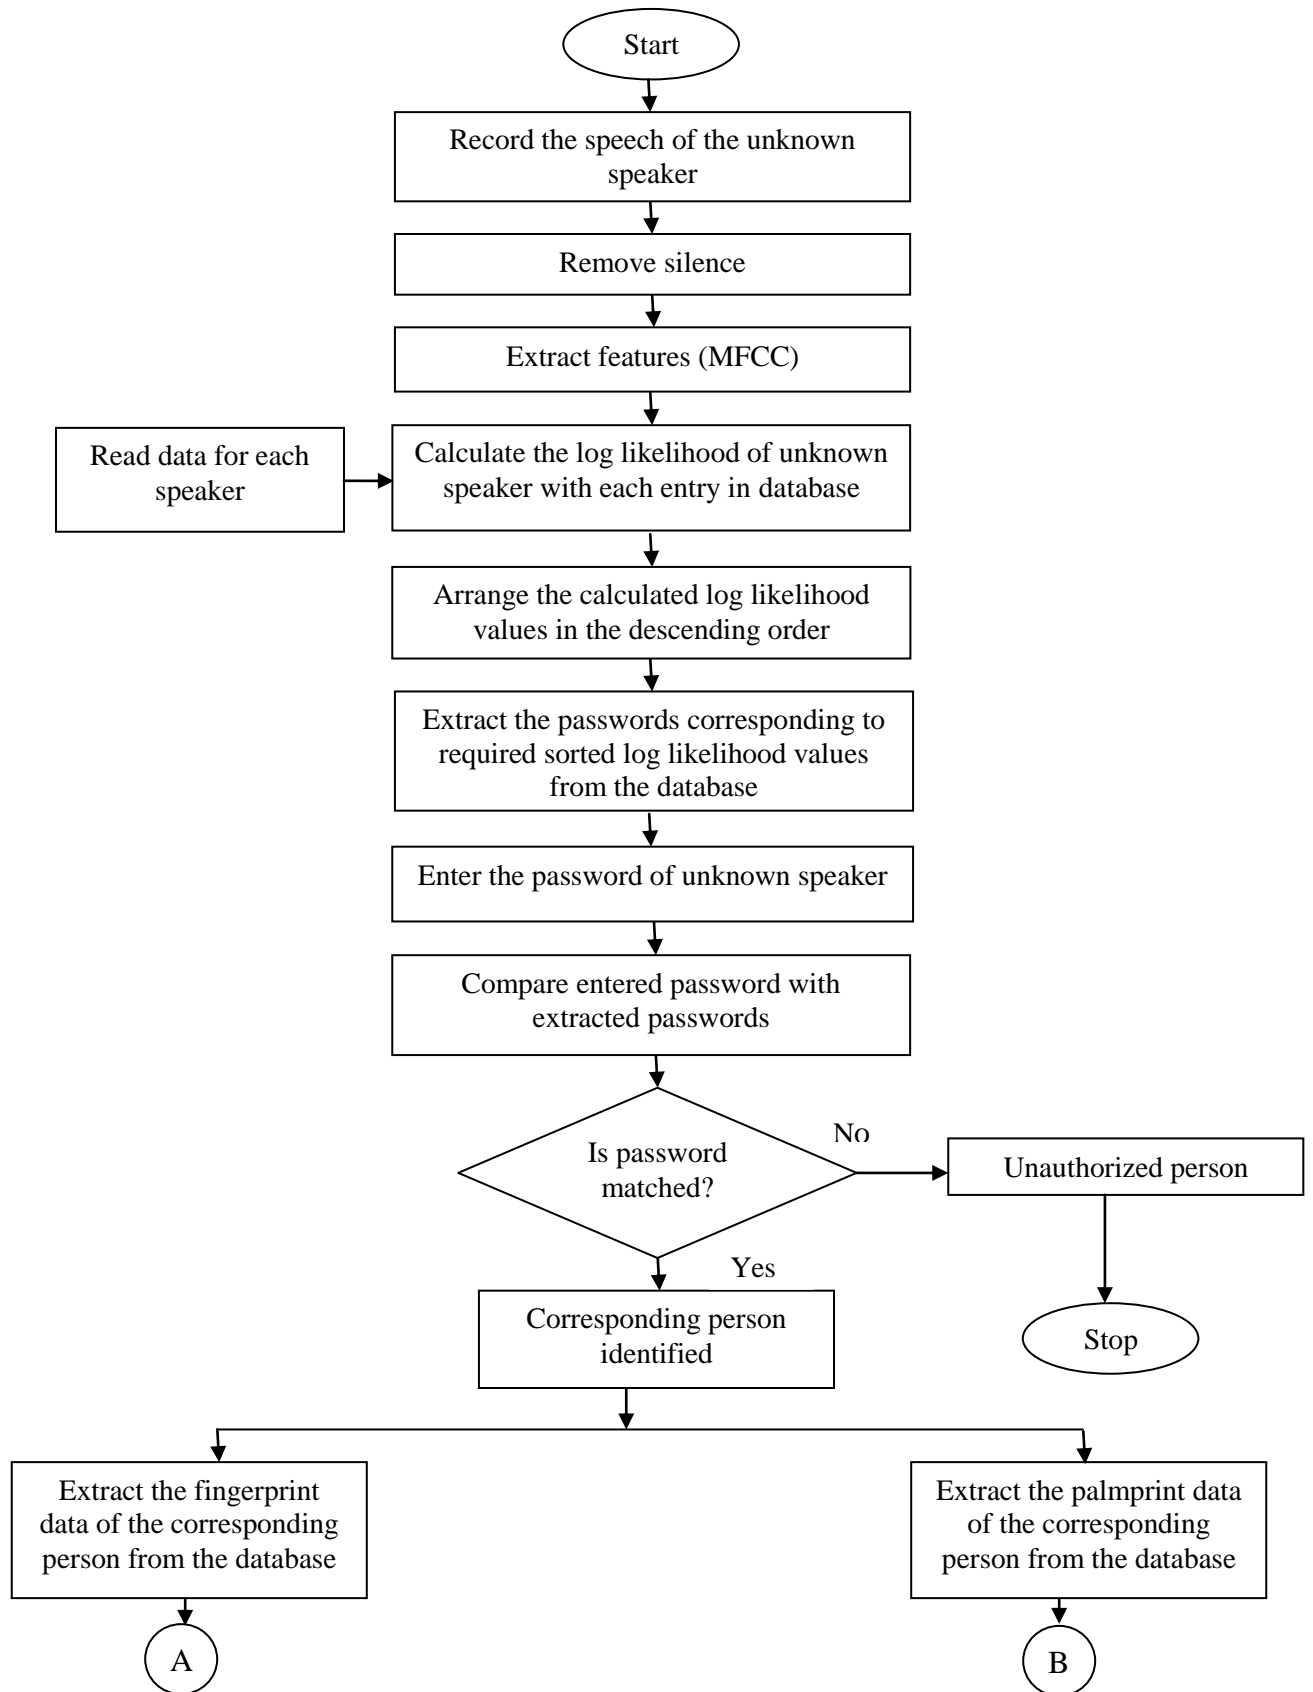 Start
Record the speech of the unknown
speaker
Remove silence
Extract features (MFCC)
Read data for each
speaker
Calculate the log likelihood of unknown
speaker with each entry in database
Arrange the calculated log likelihood
values in the descending order
Extract the passwords corresponding to
required sorted log likelihood values
from the database
Enter the password of unknown speaker
Compare entered password with
extracted passwords
Is password
matched?
No
Unauthorized person
Yes
Corresponding person
identified
Stop
Extract the fingerprint
data of the corresponding
person from the database
Extract the palmprint data
of the corresponding
person from the database
A
B